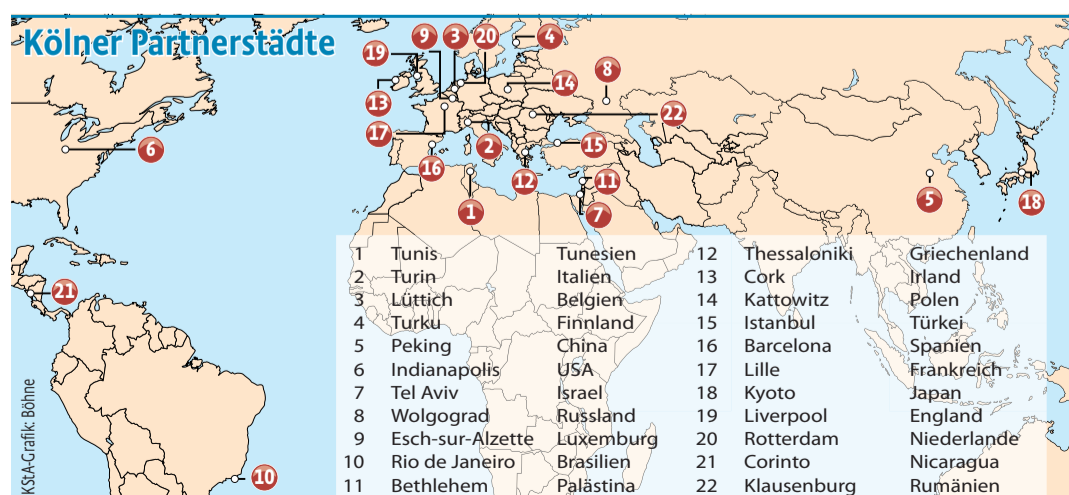 Kölner Partnerstädte
9 3 20 4
19
8
14
13
22
17
6
2
15
16
12
11
5
18
1
7
21
10
1 Tunis Tunesien
2 Turin Italien
3 Lüttich Belgien
4 Turku Finnland
5 Peking China
6 Indianapolis USA
7 Tel Aviv Israel
8 Wolgograd Russland
9 Esch-sur-Alzette Luxemburg
10 Rio de Janeiro Brasilien
11 Bethlehem Palästina
12 Thessaloniki Griechenland
13 Cork Irland
14 Kattowitz Polen
15 Istanbul Türkei
16 Barcelona Spanien
17 Lille Frankreich
18 Kyoto Japan
19 Liverpool England
20 Rotterdam Niederlande
21 Corinto Nicaragua
22 Klausenburg Rumänien
KStA-Grafik: Böhne